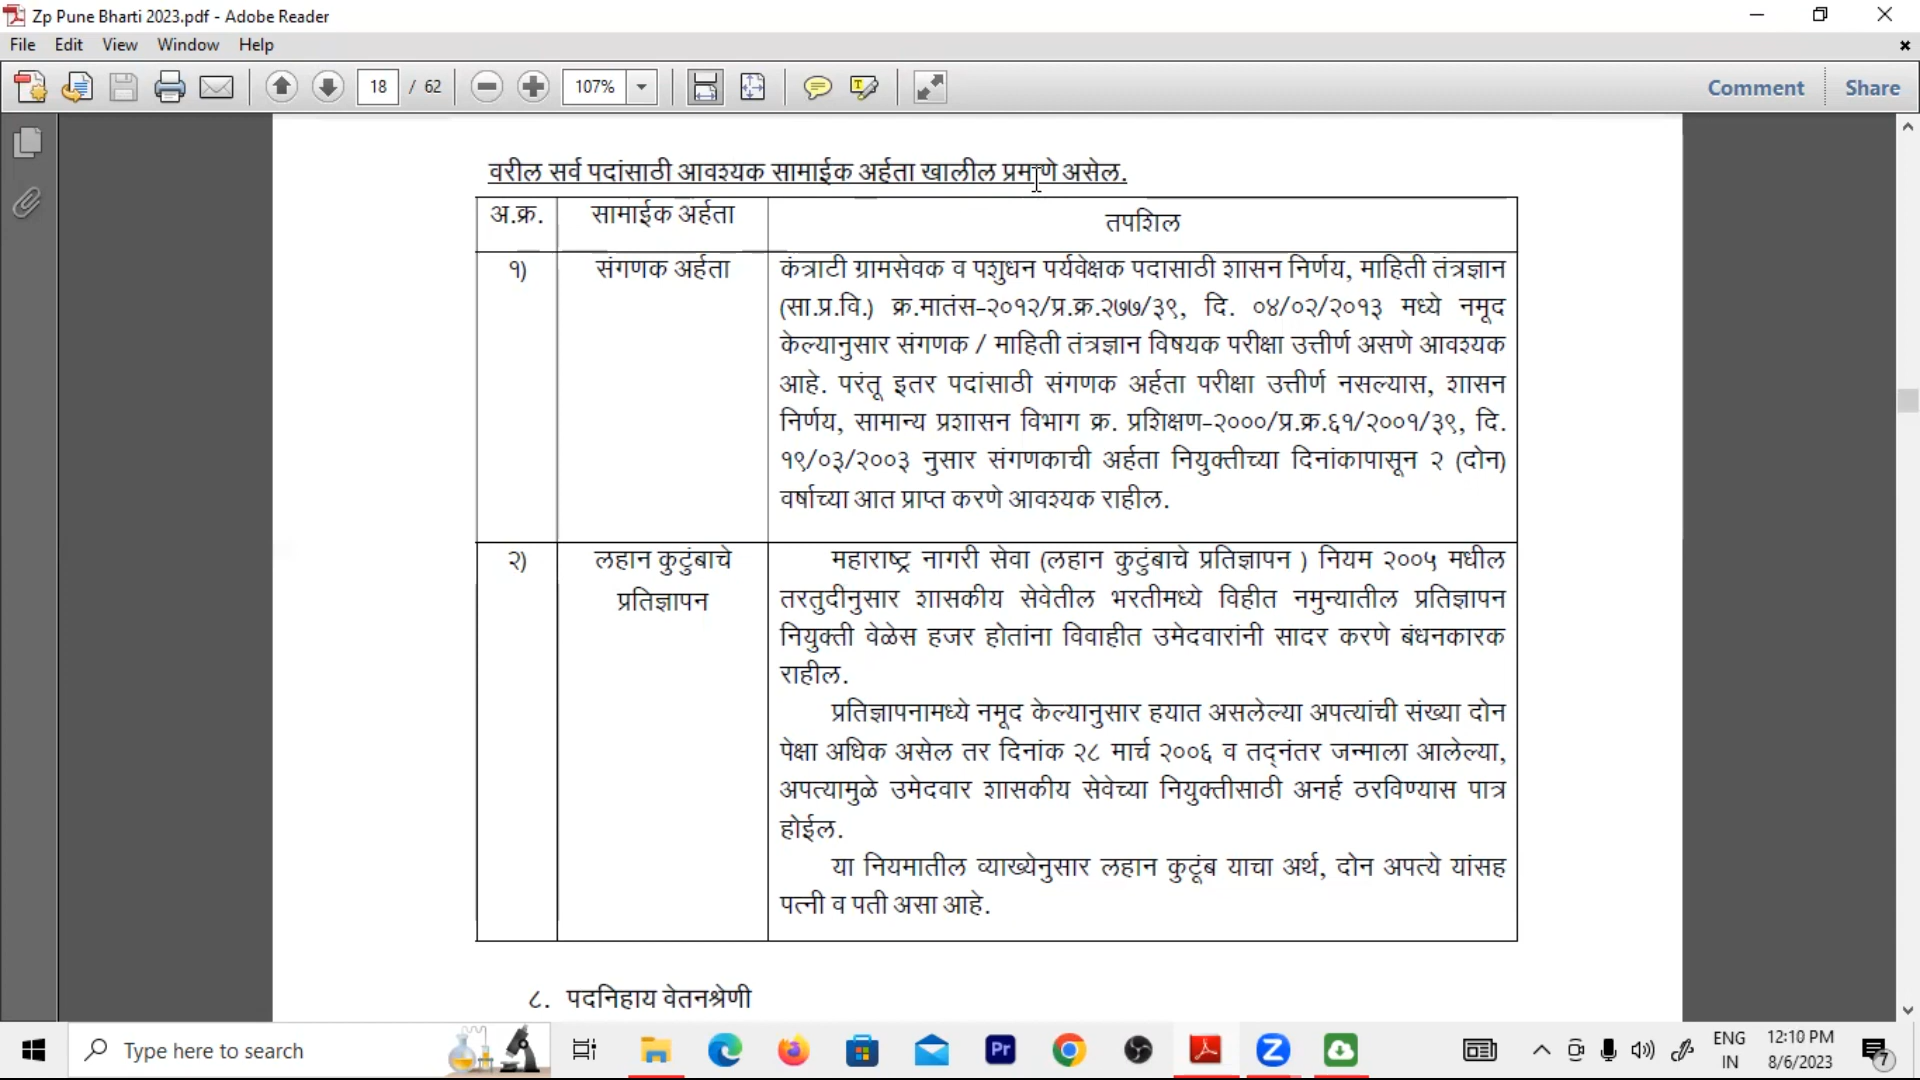 Zp Pune Bharti 2023.pdf - Adobe Reader
File Edit View Window Help
18 / 62 107% Comment Share
वरील सर्व पदांसाठी आवश्यक सामाईक अर्हता खालील प्रमाणे असेल.
अ.क्र. सामाईक अर्हता तपशिल
१) संगणक अर्हता कंत्राटी ग्रामसेवक व पशुधन पर्यवेक्षक पदासाठी शासन निर्णय, माहिती तंत्रज्ञान
(सा.प्र.वि.) क्र.मातंस-२०१२/प्र.क्र.२७७/३९, दि. ०४/०२/२०१३ मध्ये नमूद
केल्यानुसार संगणक / माहिती तंत्रज्ञान विषयक परीक्षा उत्तीर्ण असणे आवश्यक
आहे. परंतू इतर पदांसाठी संगणक अर्हता परीक्षा उत्तीर्ण नसल्यास, शासन
निर्णय, सामान्य प्रशासन विभाग क्र. प्रशिक्षण-२०००/प्र.क्र.६१/२००१/३९, दि.
१९/०३/२००३ नुसार संगणकाची अर्हता नियुक्तीच्या दिनांकापासून २ (दोन)
वर्षाच्या आत प्राप्त करणे आवश्यक राहील.
२) लहान कुटुंबाचे प्रतिज्ञापन महाराष्ट्र नागरी सेवा (लहान कुटुंबाचे प्रतिज्ञापन ) नियम २००५ मधील
तरतुदीनुसार शासकीय सेवेतील भरतीमध्ये विहीत नमुन्यातील प्रतिज्ञापन
नियुक्ती वेळेस हजर होतांना विवाहीत उमेदवारांनी सादर करणे बंधनकारक
राहील.
प्रतिज्ञापनामध्ये नमूद केल्यानुसार हयात असलेल्या अपत्यांची संख्या दोन
पेक्षा अधिक असेल तर दिनांक २८ मार्च २००६ व तद्नंतर जन्माला आलेल्या,
अपत्यामुळे उमेदवार शासकीय सेवेच्या नियुक्तीसाठी अनर्ह ठरविण्यास पात्र
होईल.
या नियमातील व्याख्येनुसार लहान कुटूंब याचा अर्थ, दोन अपत्ये यांसह
पत्नी व पती असा आहे.
८. पदनिहाय वेतनश्रेणी
Type here to search
Pr
ENG
IN
12:10 PM
8/6/2023
7